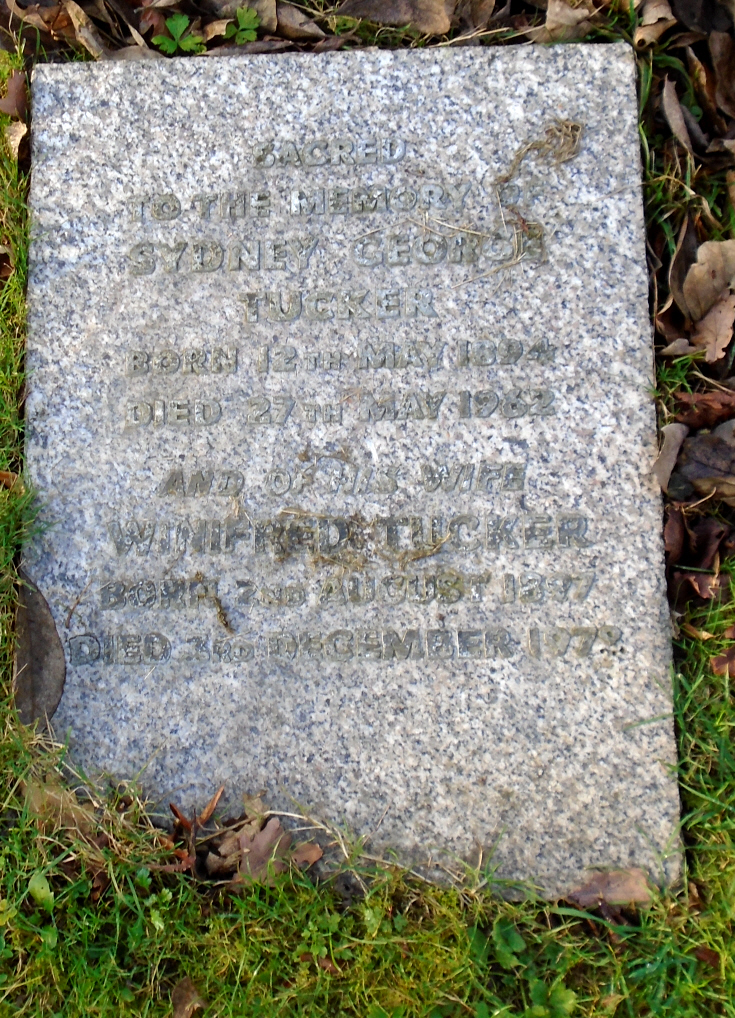 SACRED
TO THE MEMORY OF
SYDNEY GEORGE
TUCKER
BORN 12TH MAY 1894
DIED 27TH MAY 1962
AND OF HIS WIFE
WINIFRED TUCKER
BORN 2ND AUGUST 1897
DIED 3RD DECEMBER